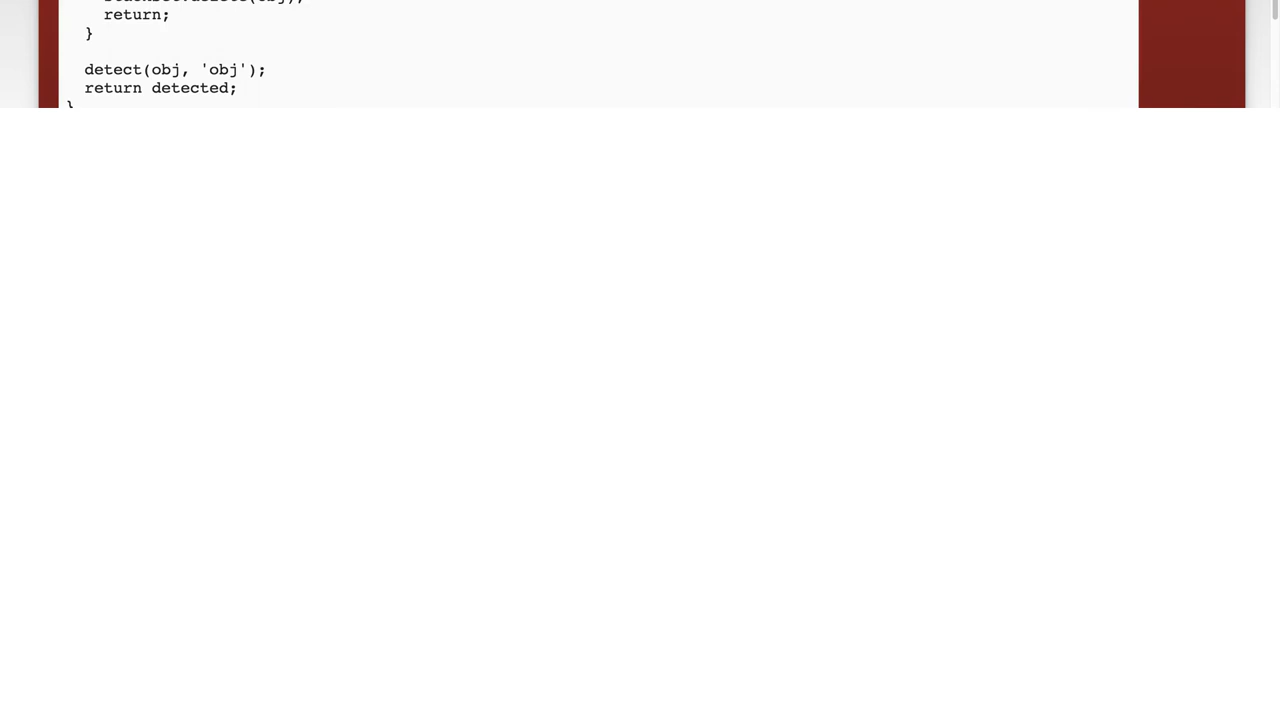 return;
}
detect(obj, 'obj');
return detected;
}